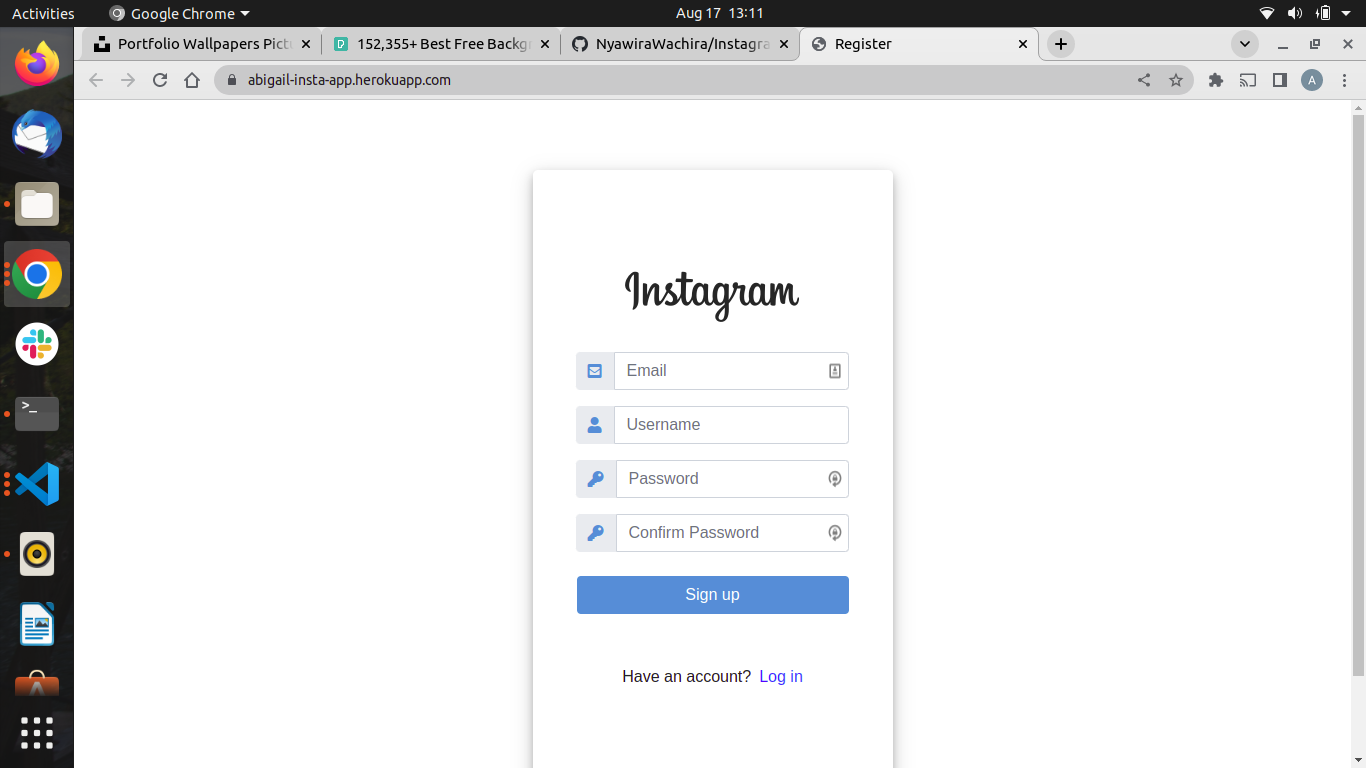 Activities
Google Chrome
Aug 17 13:11
Portfolio Wallpapers Pictu
152,355+ Best Free Backg
NyawiraWachira/Instagra
Register
abigail-insta-app.herokuapp.com
A
Instagram
Email
Username
Password
Confirm Password
Sign up
Have an account? Log in